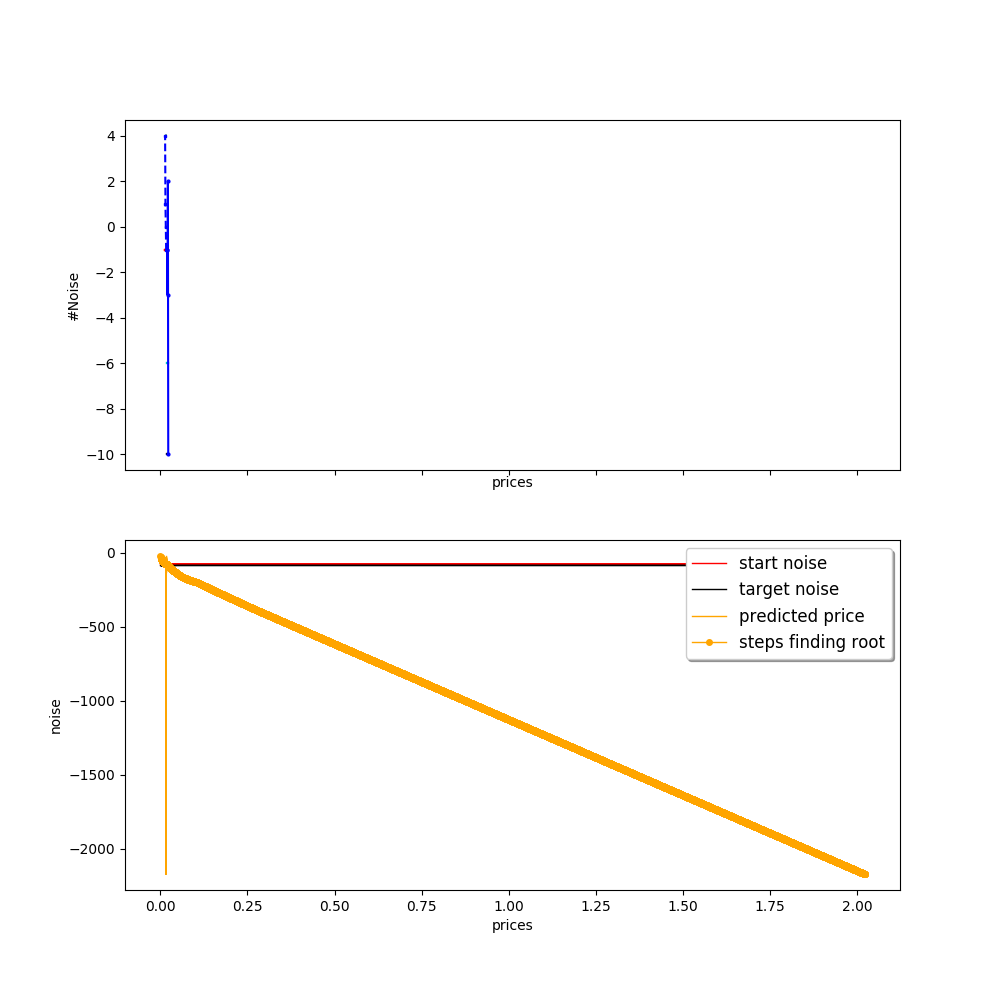 4
2
0
−2
−4
−6
−8
−10
#Noise
prices
0
−500
−1000
−1500
−2000
noise
start noise
target noise
predicted price
steps finding root
0.00 0.25 0.50 0.75 1.00 1.25 1.50 1.75 2.00
prices